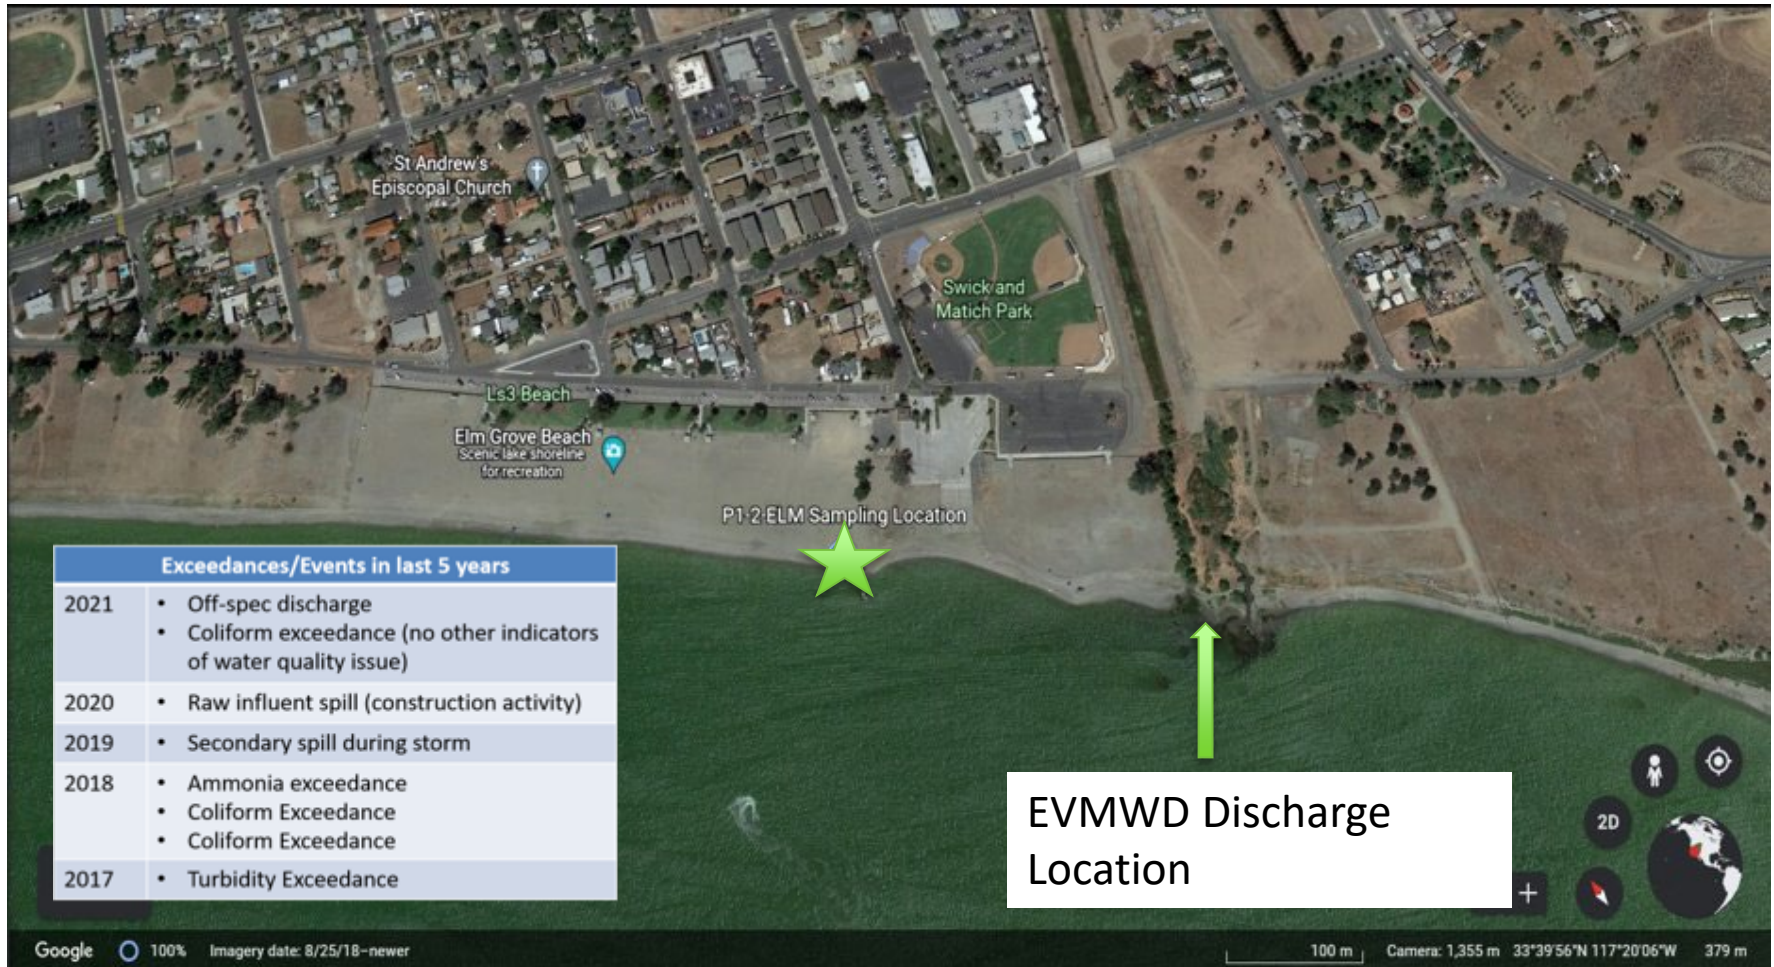 St Andrew's
Episcopal Church
Swick and
Matich Park
Ls3 Beach
Elm Grove Beach
Scenic lake shoreline
for recreation
P1-2-ELM Sampling Location
Exceedances/Events in last 5 years
2021
• Off-spec discharge
• Coliform exceedance (no other indicators
of water quality issue)
2020
• Raw influent spill (construction activity)
2019
• Secondary spill during storm
2018
• Ammonia exceedance
• Coliform Exceedance
• Coliform Exceedance
2017
• Turbidity Exceedance
EVMWD Discharge
Location
2D
+
Google 100% Imagery date: 8/25/18–newer
100 m Camera: 1,355 m 33°39'56"N 117°20'06"W 379 m